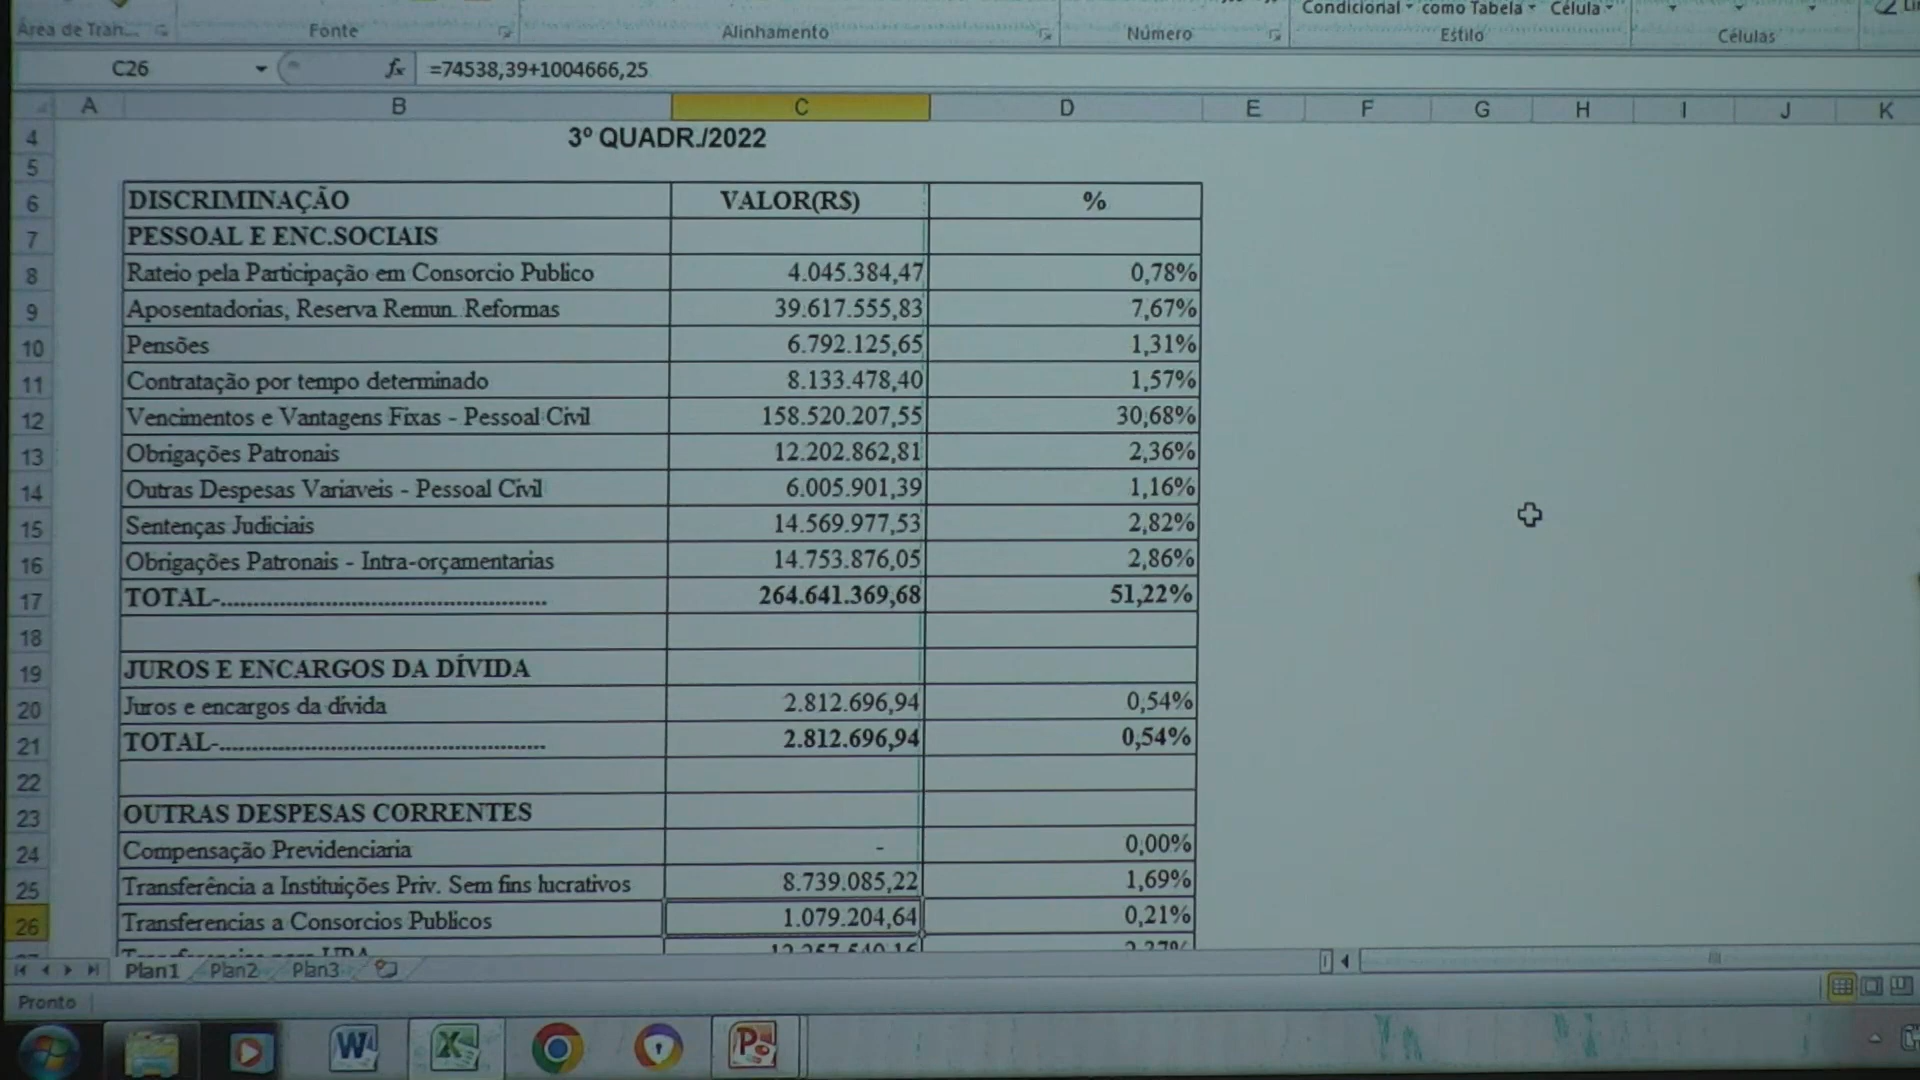 Condicional como Tabela Célula
Área de Tran... Fonte Alinhamento Número Estilo Células
C26 fx =74538,39+1004666,25
A B C D E F G H I J K
4 3º QUADR./2022
5
6 DISCRIMINAÇÃO VALOR(R$) %
7 PESSOAL E ENC.SOCIAIS
8 Rateio pela Participação em Consorcio Publico 4.045.384,47 0,78%
9 Aposentadorias, Reserva Remun. Reformas 39.617.555,83 7,67%
10 Pensões 6.792.125,65 1,31%
11 Contratação por tempo determinado 8.133.478,40 1,57%
12 Vencimentos e Vantagens Fixas - Pessoal Civil 158.520.207,55 30,68%
13 Obrigações Patronais 12.202.862,81 2,36%
14 Outras Despesas Variaveis - Pessoal Civil 6.005.901,39 1,16%
15 Sentenças Judiciais 14.569.977,53 2,82%
16 Obrigações Patronais - Intra-orçamentarias 14.753.876,05 2,86%
17 TOTAL-.................................................. 264.641.369,68 51,22%
18
19 JUROS E ENCARGOS DA DÍVIDA
20 Juros e encargos da dívida 2.812.696,94 0,54%
21 TOTAL-.................................................. 2.812.696,94 0,54%
22
23 OUTRAS DESPESAS CORRENTES
24 Compensação Previdenciaria - 0,00%
25 Transferência a Instituições Priv. Sem fins lucrativos 8.739.085,22 1,69%
26 Transferencias a Consorcios Publicos 1.079.204,64 0,21%
Plan1 Plan2 Plan3
Pronto